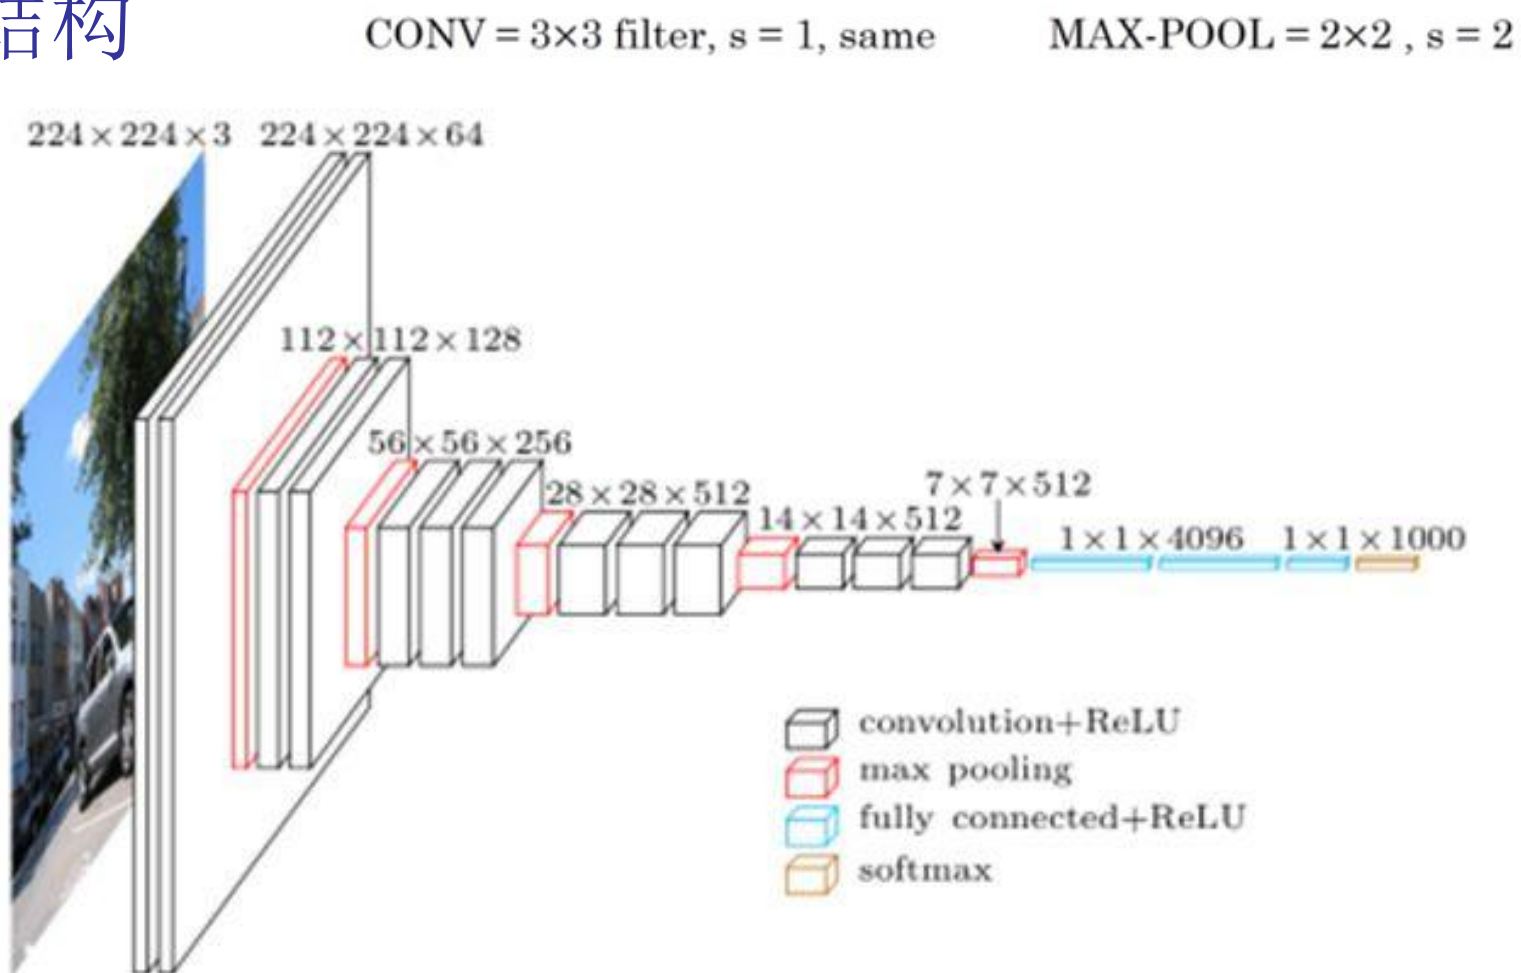 结构
CONV = 3×3 filter, s = 1, same
MAX-POOL = 2×2 , s = 2
224×224×3
224×224×64
112×112×128
56×56×256
28×28×512
14×14×512
7×7×512
1×1×4096
1×1×1000
convolution+ReLU
max pooling
fully connected+ReLU
softmax